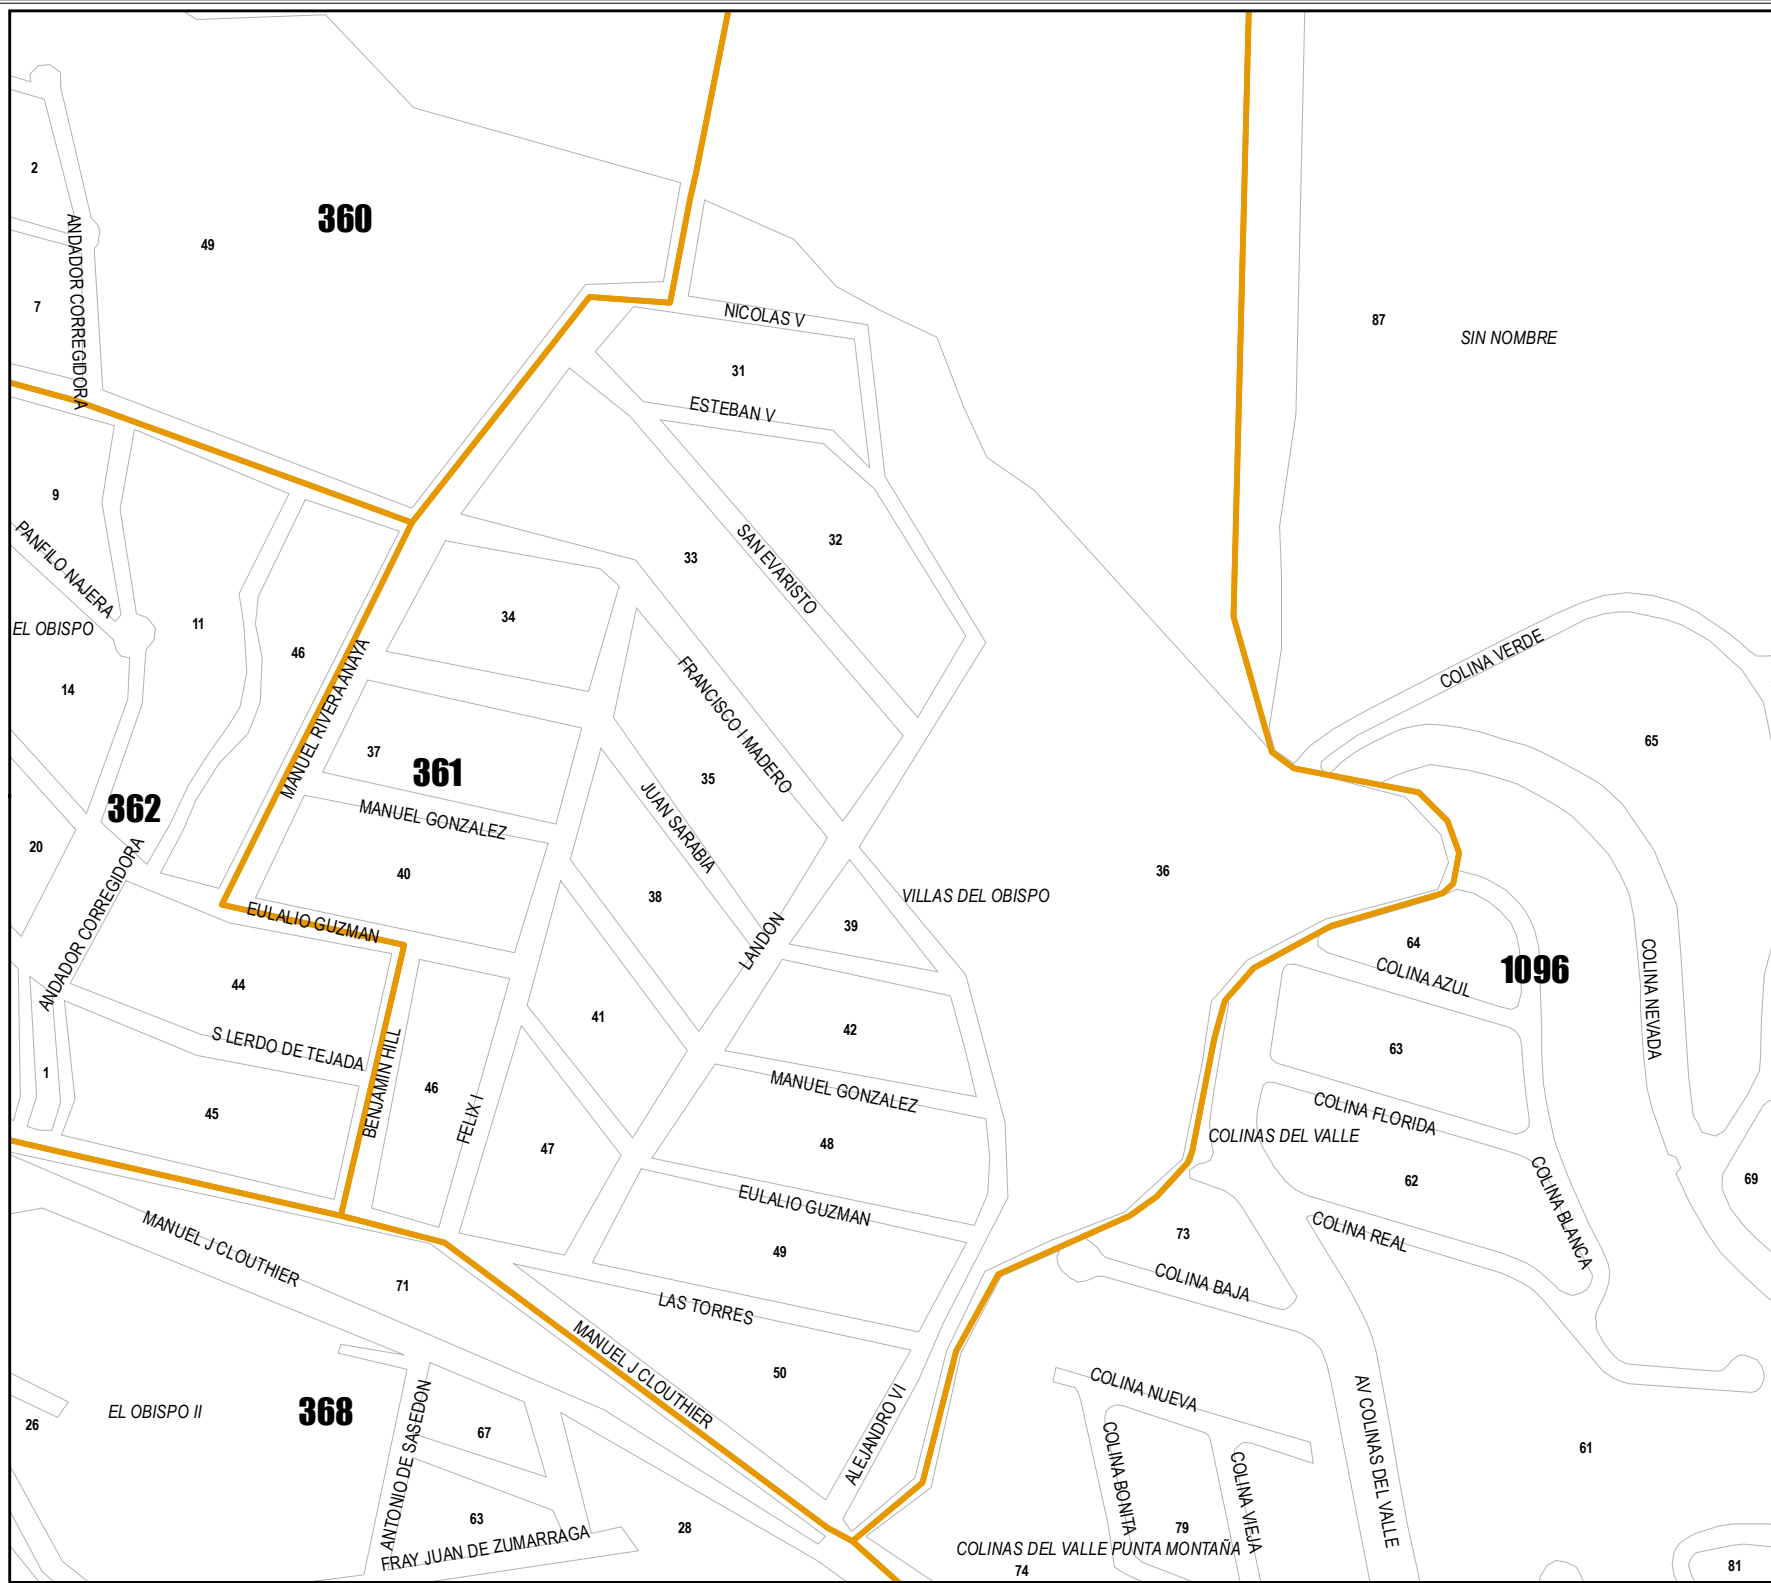 2
360
49
ANDADOR CORREGIDORA
7
NICOLAS V
87
SIN NOMBRE
31
ESTEBAN V
9
PANFILO NAJERA
EL OBISPO
11
14
46
33
SAN EVARISTO
32
34
MANUEL RIVERA ANAYA
FRANCISCO I MADERO
COLINA VERDE
65
37
361
35
JUAN SARABIA
362
MANUEL GONZALEZ
20
40
36
38
VILLAS DEL OBISPO
39
ANDADOR CORREGIDORA
EULALIO GUZMAN
LANDON
64
COLINA AZUL
1096
COLINA NEVADA
44
S LERDO DE TEJADA
41
42
63
1
45
BENJAMIN HILL
46
FELIX I
MANUEL GONZALEZ
COLINA FLORIDA
COLINAS DEL VALLE
47
48
62
COLINA BLANCA
69
EULALIO GUZMAN
COLINA REAL
MANUEL J CLOUTHIER
49
73
COLINA BAJA
71
LAS TORRES
MANUEL J CLOUTHIER
50
ALEJANDRO VI
COLINA NUEVA
AV COLINAS DEL VALLE
26
EL OBISPO II
368
ANTONIO DE SASEDON
67
COLINA BONITA
COLINA VIEJA
61
63
FRAY JUAN DE ZUMARRAGA
28
79
COLINAS DEL VALLE PUNTA MONTAÑA
74
81